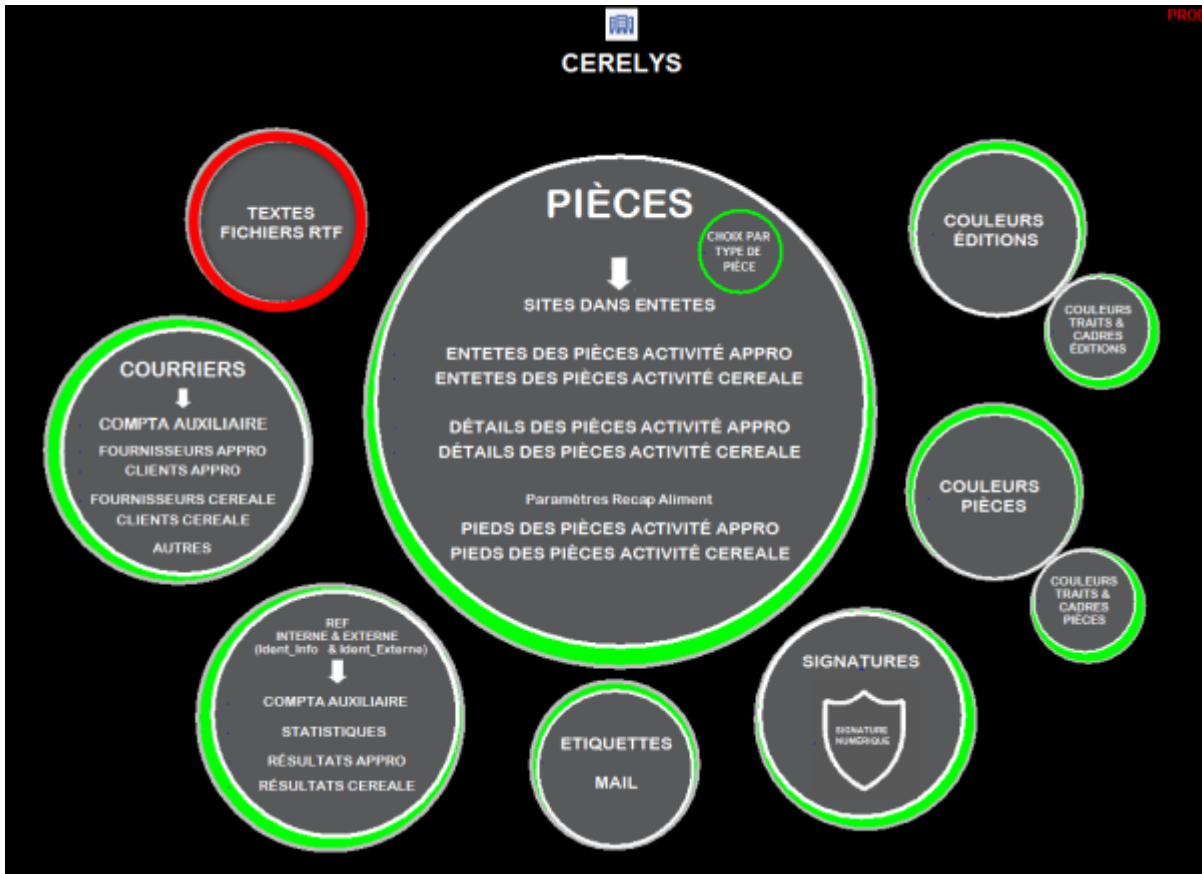 PROD
CERELYS
TEXTES
FICHIERS RTF
PIÈCES
CHOIX PAR
TYPE DE
PIÈCE
SITES DANS ENTETES
ENTETES DES PIÈCES ACTIVITÉ APPRO
ENTETES DES PIÈCES ACTIVITÉ CEREALE
DÉTAILS DES PIÈCES ACTIVITÉ APPRO
DÉTAILS DES PIÈCES ACTIVITÉ CEREALE
Paramètres Recap Aliment
PIEDS DES PIÈCES ACTIVITÉ APPRO
PIEDS DES PIÈCES ACTIVITÉ CEREALE
COULEURS
ÉDITIONS
COULEURS
TRAITS &
CADRES
ÉDITIONS
COURRIERS
COMPTA AUXILIAIRE
FOURNISSEURS APPRO
CLIENTS APPRO
FOURNISSEURS CEREALE
CLIENTS CEREALE
AUTRES
COULEURS
PIÈCES
COULEURS
TRAITS &
CADRES
PIÈCES
REF
INTERNE & EXTERNE
(Ident_Info & Ident_Externe)
COMPTA AUXILIAIRE
STATISTIQUES
RÉSULTATS APPRO
RÉSULTATS CEREALE
ETIQUETTES
MAIL
SIGNATURES
SIGNATURE
NUMÉRIQUE